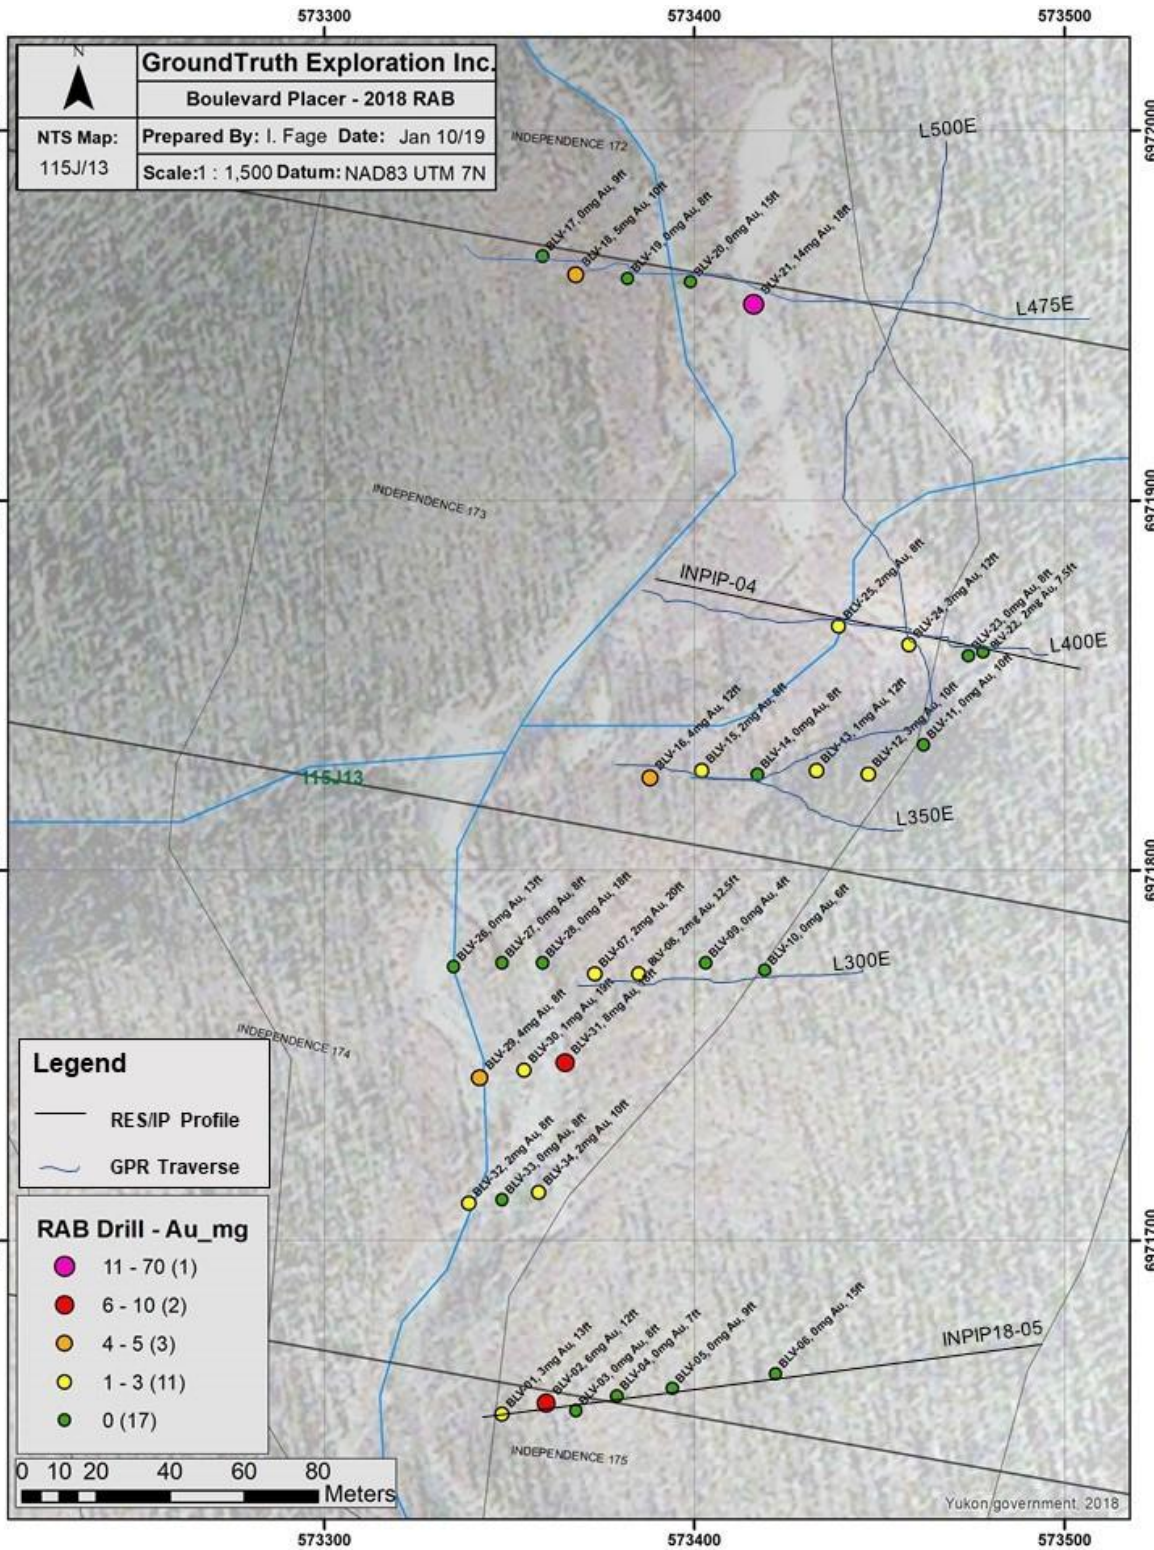 573300
573400
573500
N
GroundTruth Exploration Inc.
Boulevard Placer - 2018 RAB
NTS Map:
115J/13
Prepared By: I. Fage Date: Jan 10/19
Scale:1 : 1,500 Datum: NAD83 UTM 7N
INDEPENDENCE 172
L500E
6972000
BLV-17, 0mg Au, 9ft
BLV-18, 5mg Au, 10ft
BLV-19, 0mg Au, 8ft
BLV-20, 0mg Au, 15ft
BLV-21, 14mg Au, 18ft
L475E
INDEPENDENCE 173
6971900
INPIP-04
BLV-25, 2mg Au, 8ft
BLV-24, 3mg Au, 12ft
BLV-23, 0mg Au, 8ft
BLV-22, 2mg Au, 7.5ft
L400E
BLV-16, 4mg Au, 12ft
BLV-15, 2mg Au, 8ft
BLV-14, 0mg Au, 8ft
BLV-13, 1mg Au, 12ft
BLV-12, 3mg Au, 10ft
BLV-11, 0mg Au, 10ft
115J13
L350E
6971800
BLV-26, 0mg Au, 13ft
BLV-27, 0mg Au, 8ft
BLV-28, 0mg Au, 18ft
BLV-07, 2mg Au, 20ft
BLV-08, 2mg Au, 12.5ft
BLV-09, 0mg Au, 4ft
BLV-10, 0mg Au, 6ft
L300E
INDEPENDENCE 174
BLV-29, 4mg Au, 8ft
BLV-30, 1mg Au, 19ft
BLV-31, 8mg Au,
Legend
RES/IP Profile
GPR Traverse
BLV-32, 2mg Au, 8ft
BLV-33, 0mg Au, 8ft
BLV-34, 2mg Au, 10ft
6971700
RAB Drill - Au_mg
11 - 70 (1)
6 - 10 (2)
4 - 5 (3)
1 - 3 (11)
0 (17)
BLV-01, 3mg Au, 13ft
BLV-02, 6mg Au, 12ft
BLV-03, 0mg Au, 8ft
BLV-04, 0mg Au, 7ft
BLV-05, 0mg Au, 9ft
BLV-06, 0mg Au, 15ft
INPIP18-05
INDEPENDENCE 175
0 10 20 40 60 80
Meters
Yukon government, 2018
573300
573400
573500